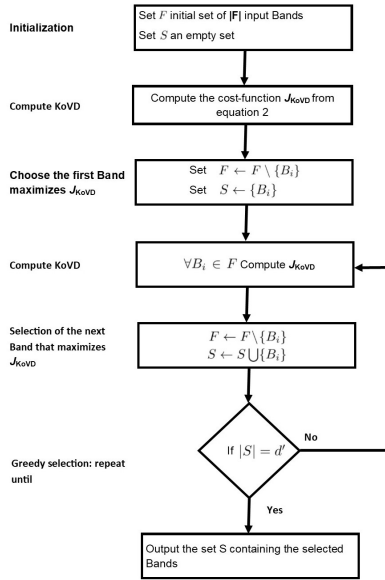 Initialization
Set F initial set of |F| input Bands
Set S an empty set
Compute KoVD
Compute the cost-function J_KoVD from
equation 2
Choose the first Band
maximizes J_KoVD
Set F ← F \ {B_i}
Set S ← {B_i}
Compute KoVD
∀B_i ∈ F Compute J_KoVD
Selection of the next
Band that maximizes
J_KoVD
F ← F\{B_i}
S ← S ⋃{B_i}
If |S| = d′
No
Greedy selection: repeat
until
Yes
Output the set S containing the selected
Bands